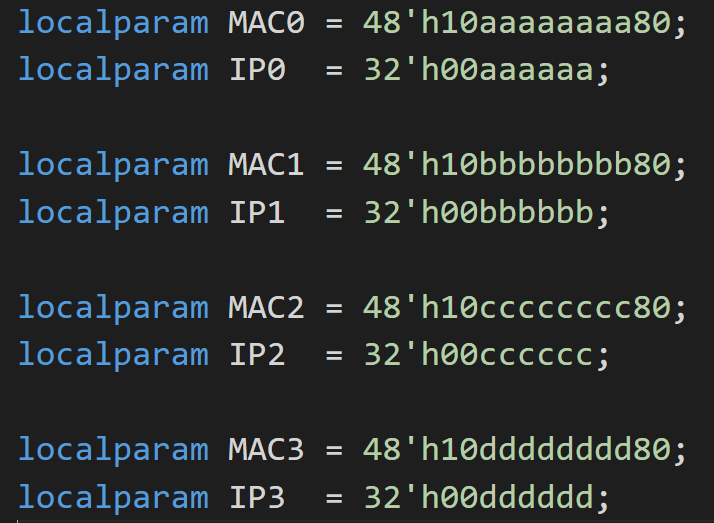 localparam MAC0 = 48'h10aaaaaaaa80;
localparam IP0  = 32'h00aaaaaa;
localparam MAC1 = 48'h10bbbbbbbb80;
localparam IP1  = 32'h00bbbbbb;
localparam MAC2 = 48'h10cccccccc80;
localparam IP2  = 32'h00cccccc;
localparam MAC3 = 48'h10dddddddd80;
localparam IP3  = 32'h00dddddd;